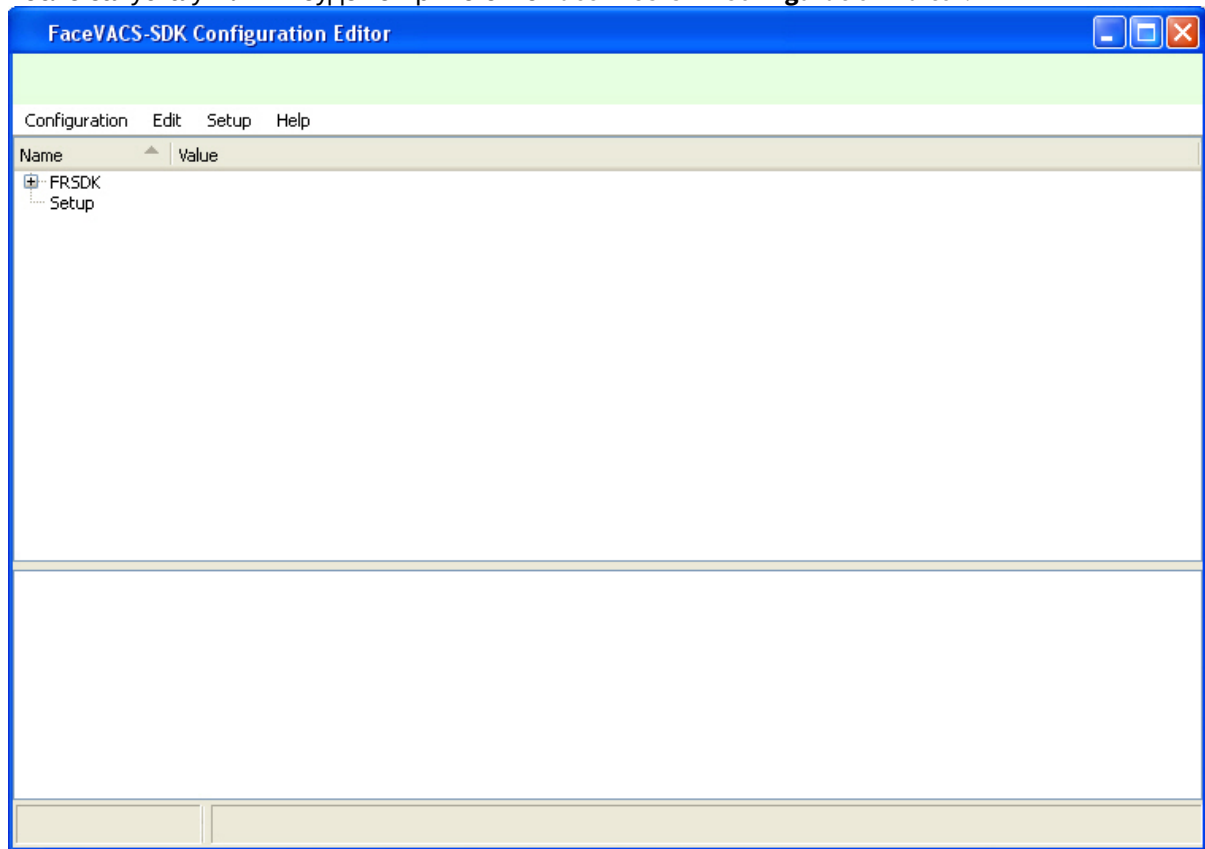 FaceVACS-SDK Configuration Editor
Configuration Edit Setup Help
Name Value
FRSDK
Setup